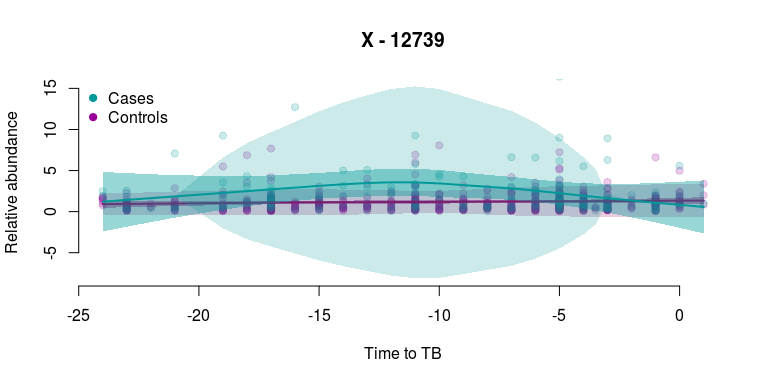 X - 12739
Relative abundance
15
10
5
0
-5
Cases
Controls
-25 -20 -15 -10 -5 0
Time to TB